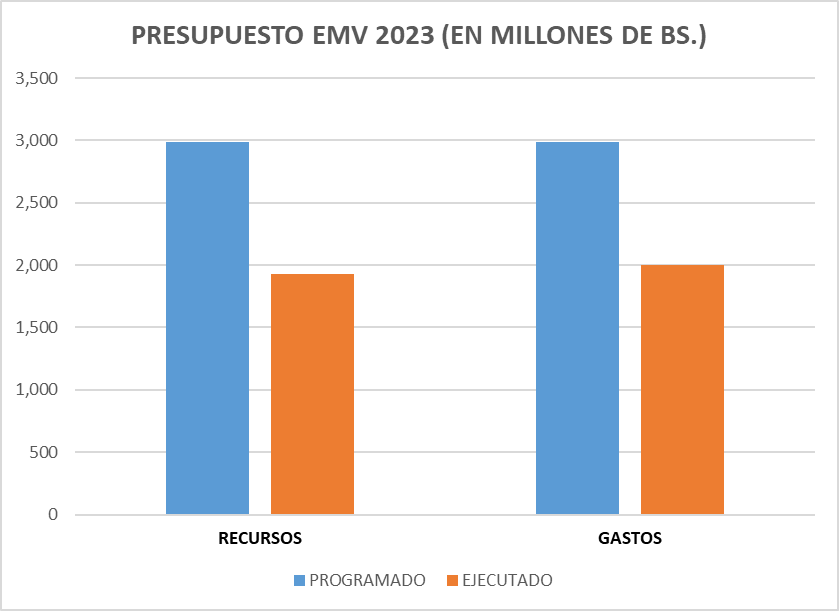 PRESUPUESTO EMV 2023 (EN MILLONES DE BS.)
3,500
3,000
2,500
2,000
1,500
1,000
500
0
RECURSOS GASTOS
PROGRAMADO EJECUTADO